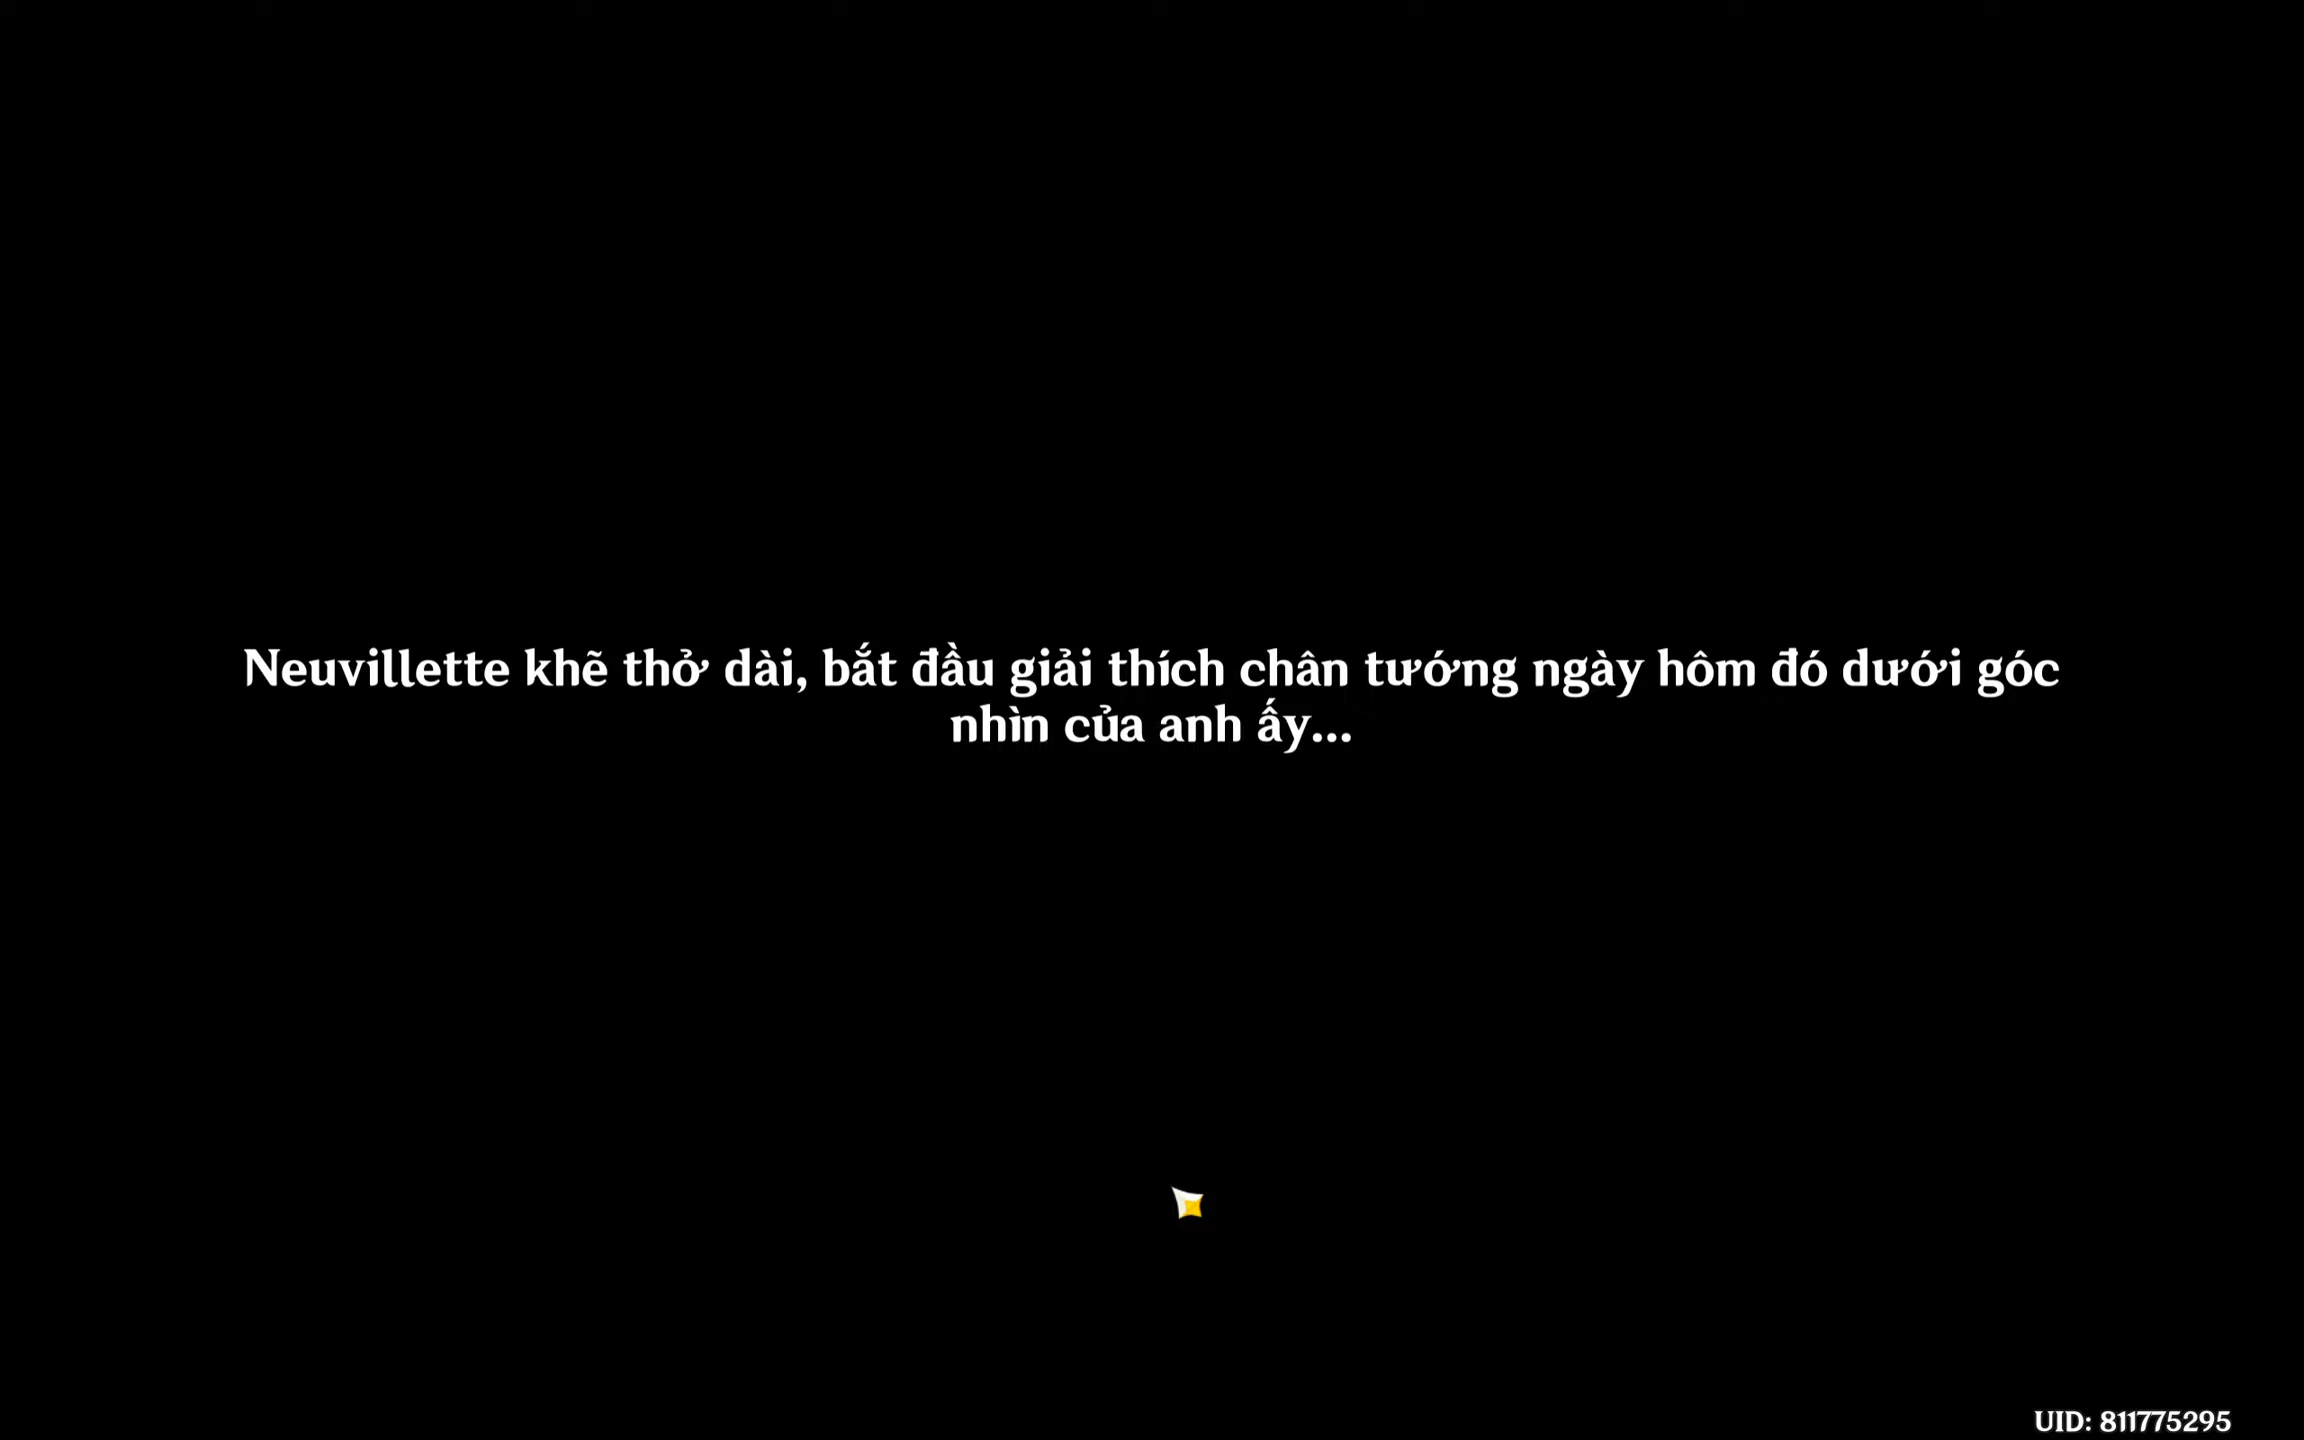 Neuvillette khẽ thở dài, bắt đầu giải thích chân tướng ngày hôm đó dưới góc
nhìn của anh ấy...
UID: 811775295